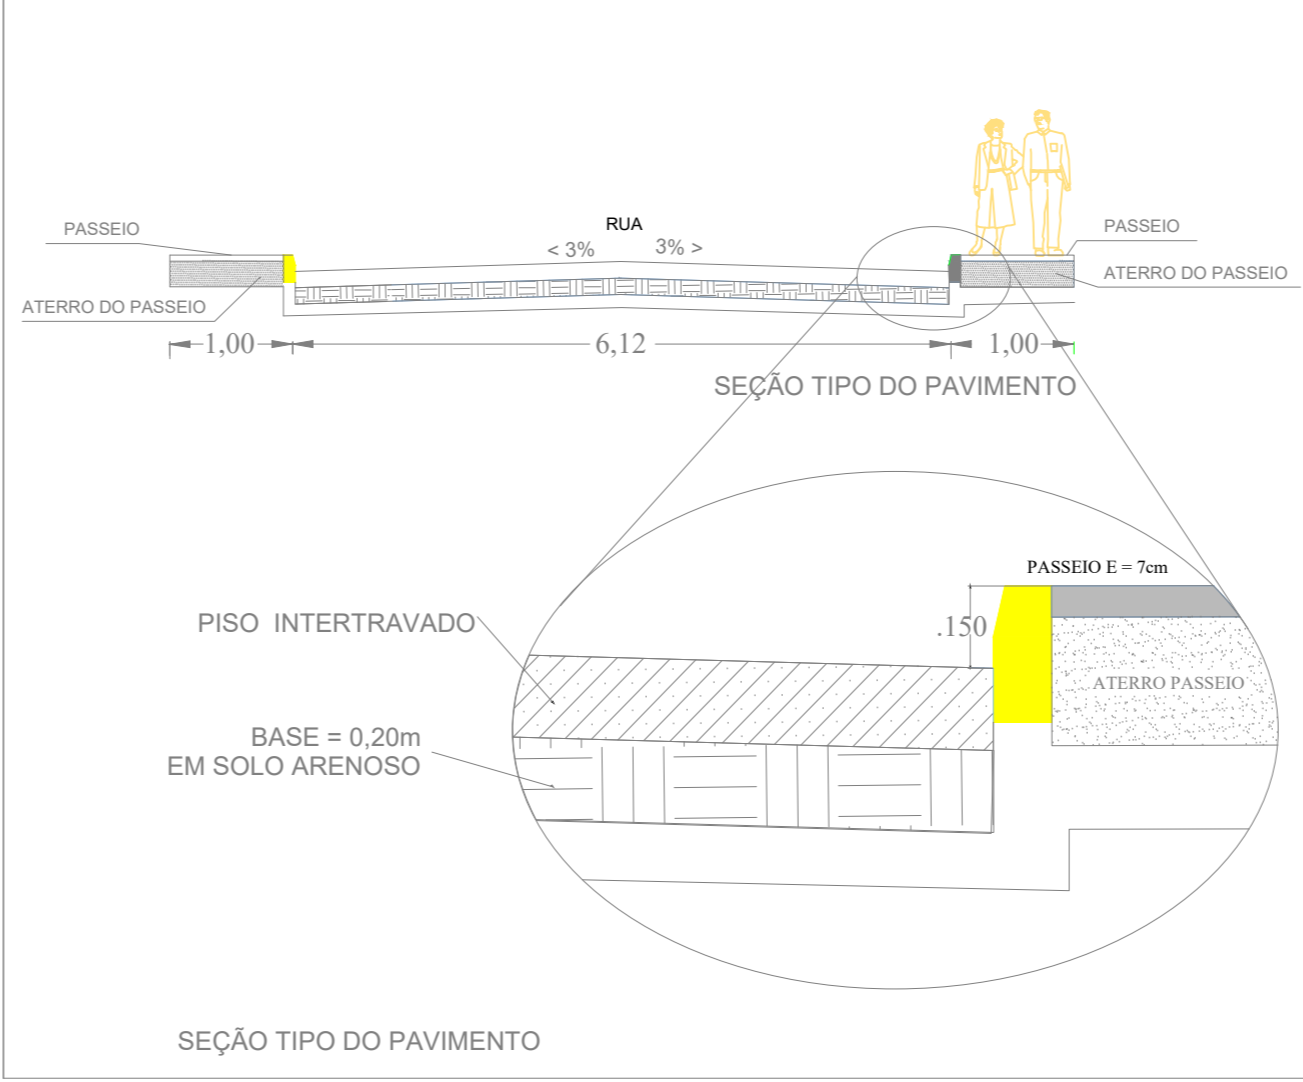 RUA
< 3%
3% >
PASSEIO
PASSEIO
ATERRO DO PASSEIO
ATERRO DO PASSEIO
1,00
6,12
1,00
SEÇÃO TIPO DO PAVIMENTO
PASSEIO E = 7cm
.150
PISO INTERTRAVADO
ATERRO PASSEIO
BASE = 0,20m
EM SOLO ARENOSO
SEÇÃO TIPO DO PAVIMENTO